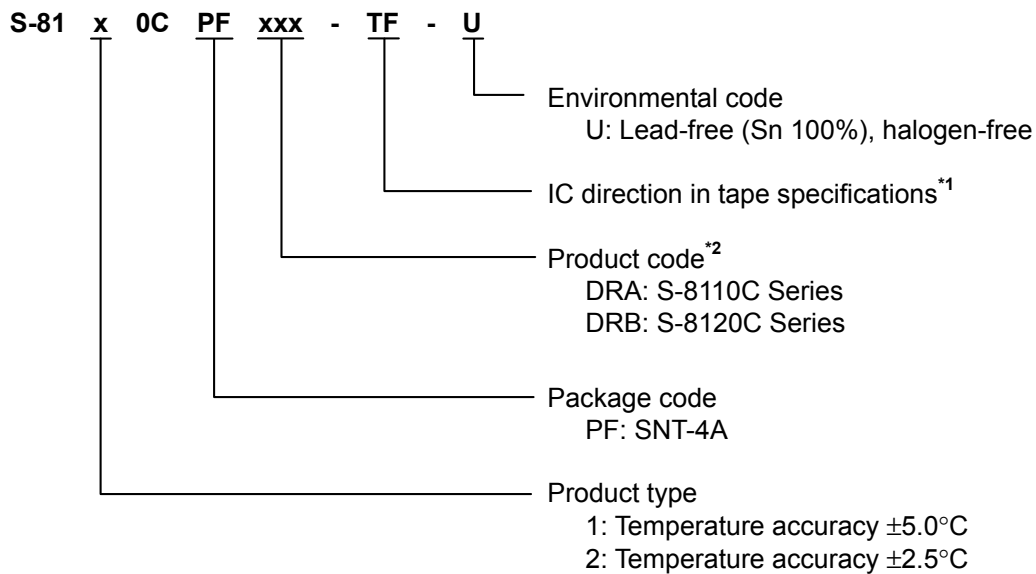 S-81 x 0C PF xxx - TF - U
Environmental code
U: Lead-free (Sn 100%), halogen-free
IC direction in tape specifications*1
Product code*2
DRA: S-8110C Series
DRB: S-8120C Series
Package code
PF: SNT-4A
Product type
1: Temperature accuracy ±5.0°C
2: Temperature accuracy ±2.5°C